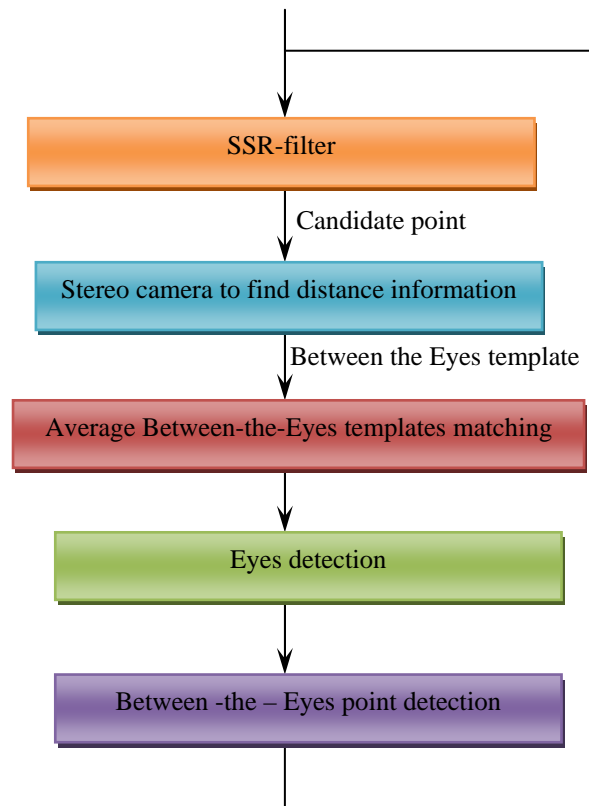 SSR-filter
Candidate point
Stereo camera to find distance information
Between the Eyes template
Average Between-the-Eyes templates matching
Eyes detection
Between -the – Eyes point detection